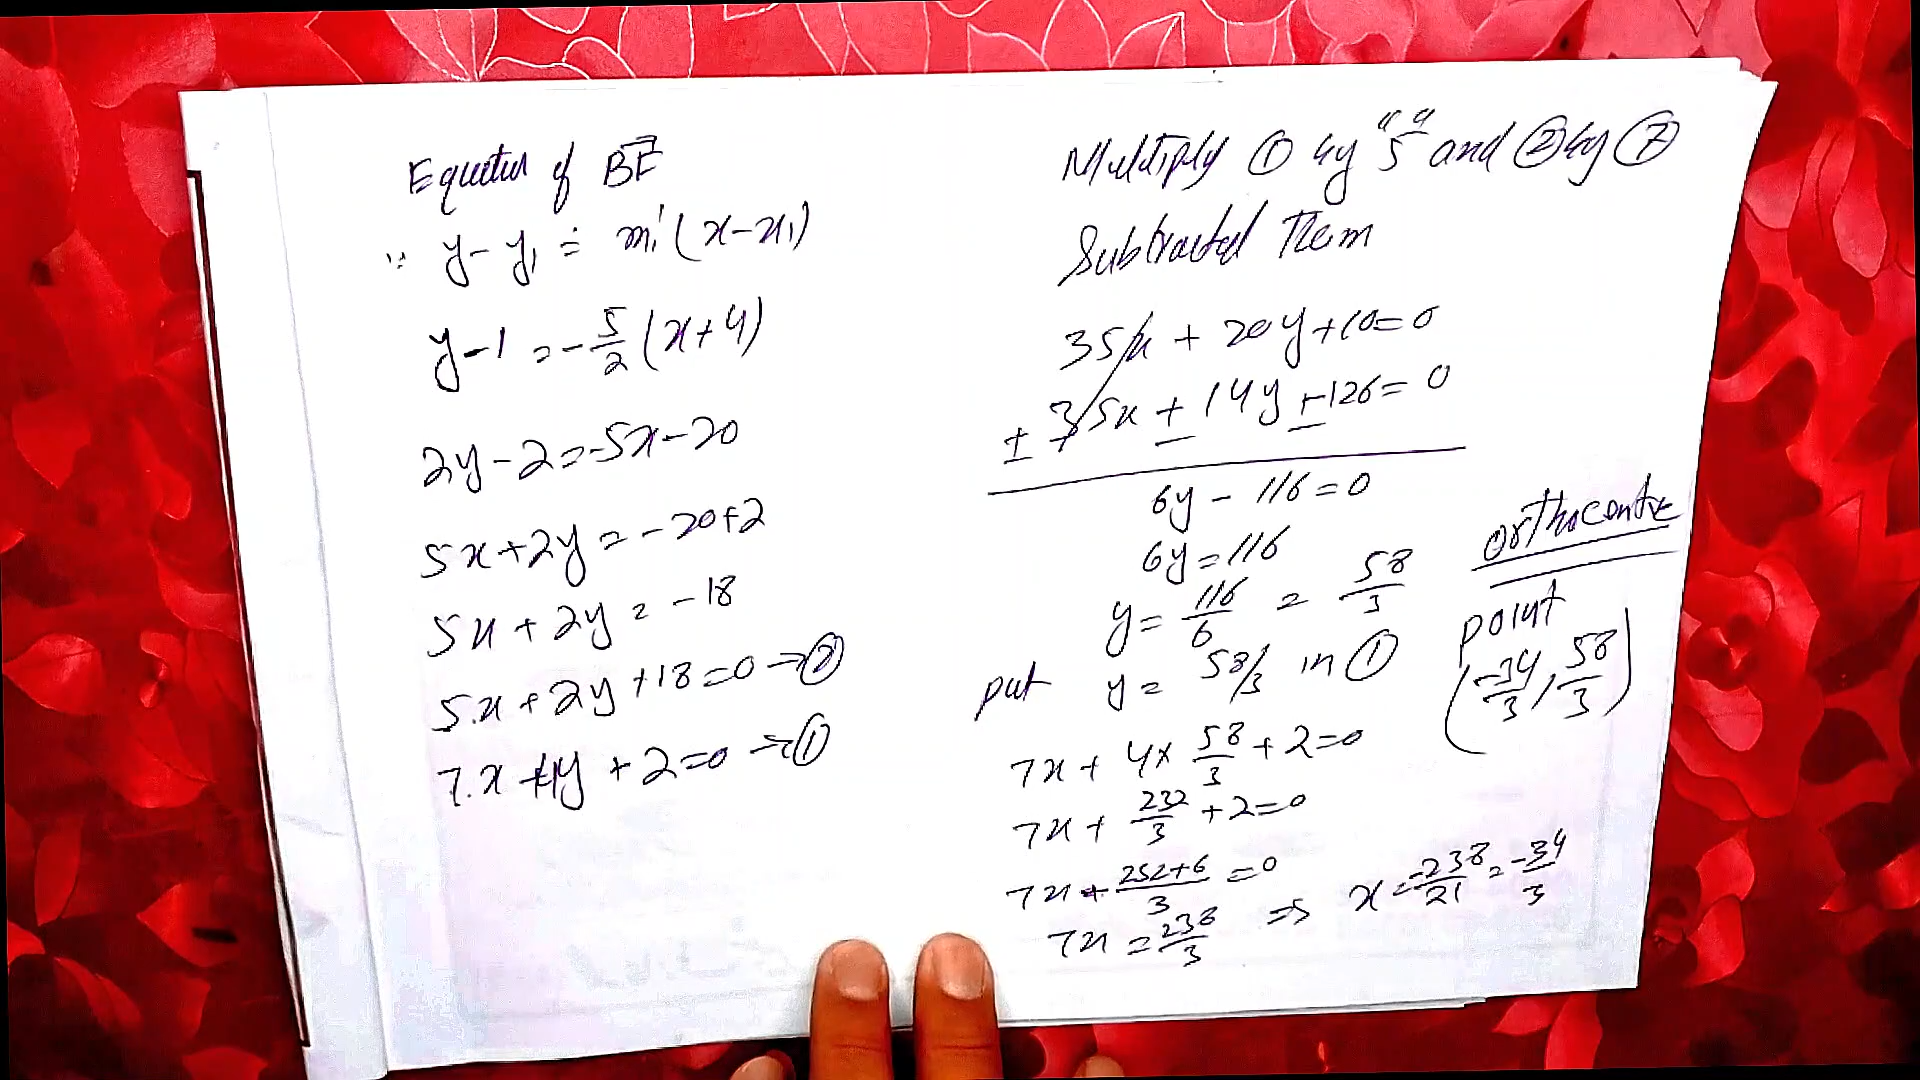 Equation of BE
∵ y - y₁ = m₁'(x - x₁)
y - 1 = -5/2 (x + 4)
2y - 2 = -5x - 20
5x + 2y = -20 + 2
5x + 2y = -18
5x + 2y + 18 = 0 → ②
7x + 4y + 2 = 0 → ①
Multiply ① by "5" and ② by ⑦
Subtracted Them
35x + 20y + 10 = 0
± 35x ± 14y ± 126 = 0
6y - 116 = 0
6y = 116
y = 116/6 = 58/3
put y = 58/3 in ①
7x + 4 × 58/3 + 2 = 0
7x + 232/3 + 2 = 0
7x + 232+6/3 = 0
7x = 238/3 ⇒ x = -238/21 = -34/3
orthocentre
point
(-34/3, 58/3)